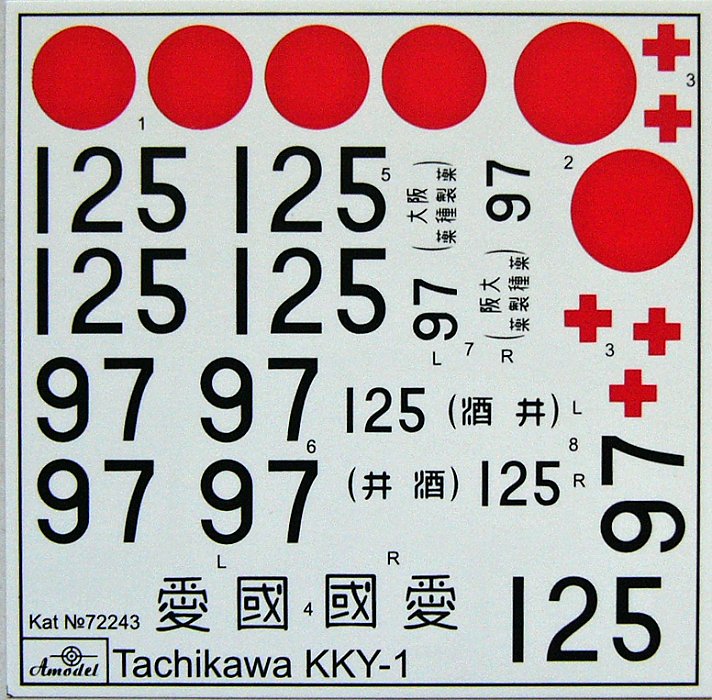 3
1
2
125 125
5
97
大阪
(薬種製薬)
125 125
97
大阪
(薬種製薬)
L 7 R
3
97 97
6
125 (酒 井) L
8
(井 酒) 125 R
97 97
97
L R
愛 國 4 國 愛
125
Kat №72243
Amodel
Tachikawa KKY-1